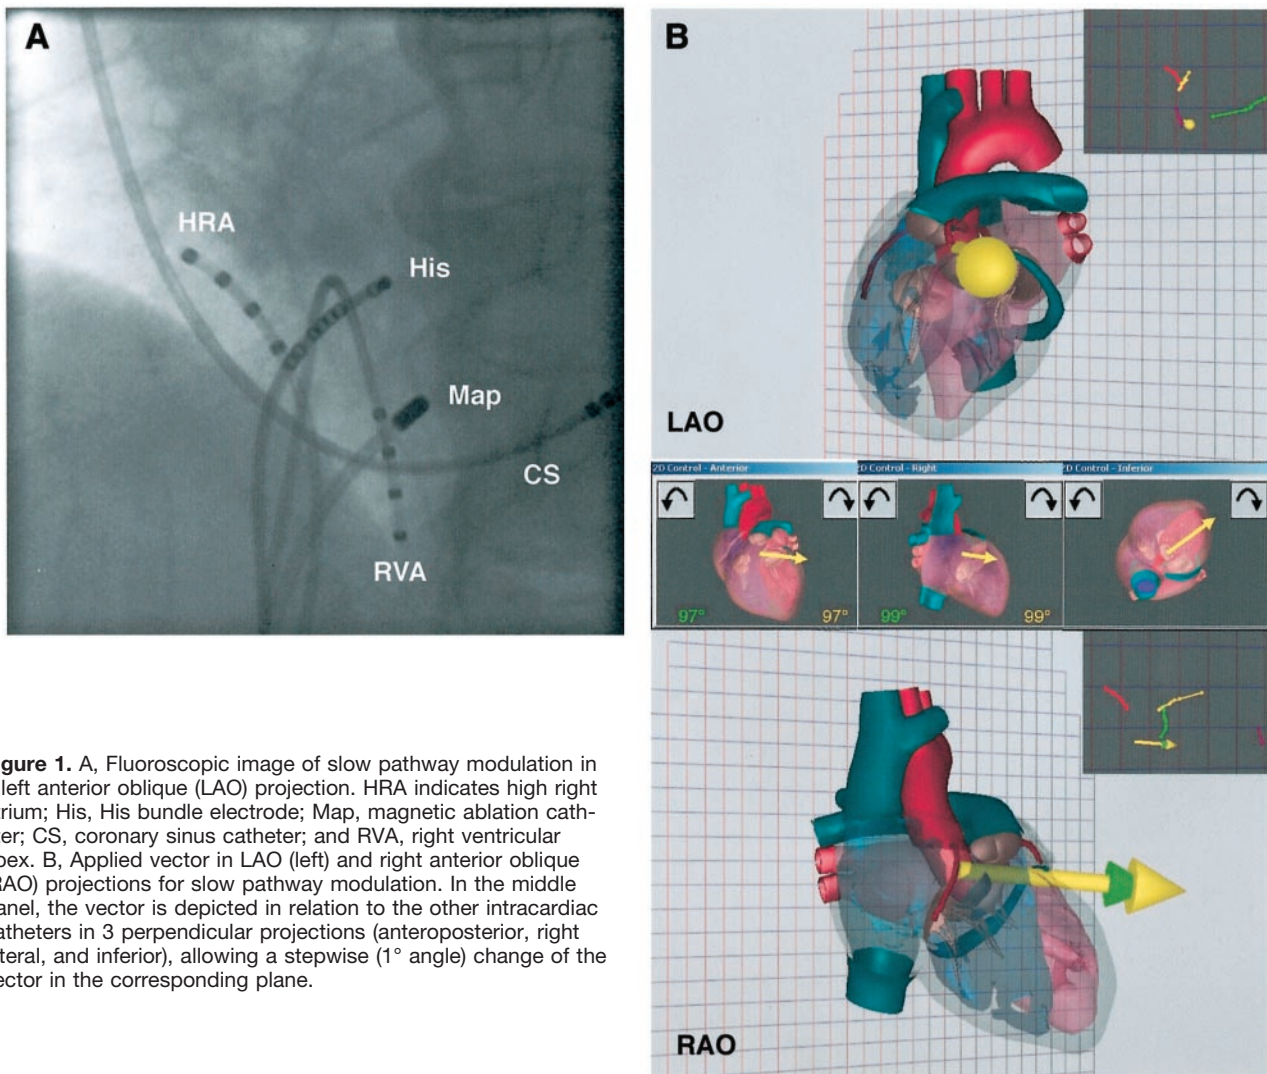 A
HRA
His
Map
CS
RVA
B
LAO
2D Control - Anterior
2D Control - Right
2D Control - Inferior
97° 97°
99° 99°
RAO
gure 1. A, Fluoroscopic image of slow pathway modulation in
left anterior oblique (LAO) projection. HRA indicates high right
rium; His, His bundle electrode; Map, magnetic ablation cath-
er; CS, coronary sinus catheter; and RVA, right ventricular
pex. B, Applied vector in LAO (left) and right anterior oblique
RAO) projections for slow pathway modulation. In the middle
anel, the vector is depicted in relation to the other intracardiac
atheters in 3 perpendicular projections (anteroposterior, right
teral, and inferior), allowing a stepwise (1° angle) change of the
ector in the corresponding plane.